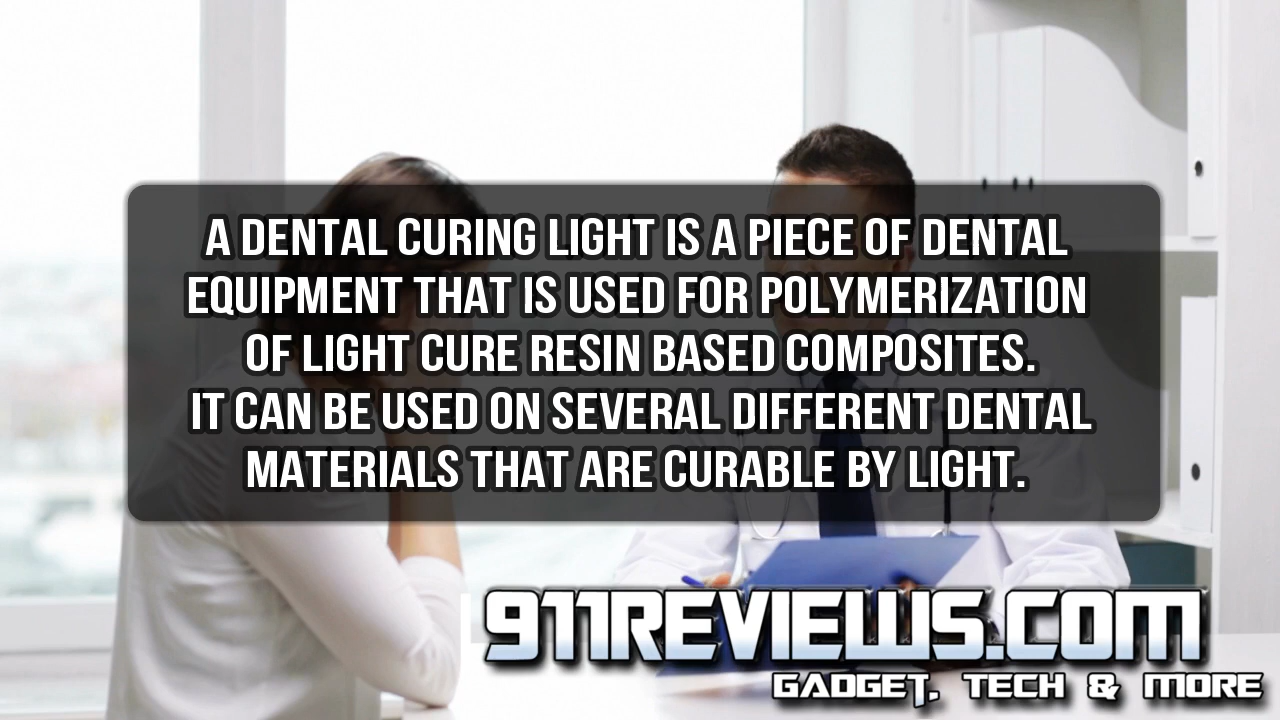 A DENTAL CURING LIGHT IS A PIECE OF DENTAL
EQUIPMENT THAT IS USED FOR POLYMERIZATION
OF LIGHT CURE RESIN BASED COMPOSITES.
IT CAN BE USED ON SEVERAL DIFFERENT DENTAL
MATERIALS THAT ARE CURABLE BY LIGHT.
911REVIEWS.COM
GADGET, TECH & MORE